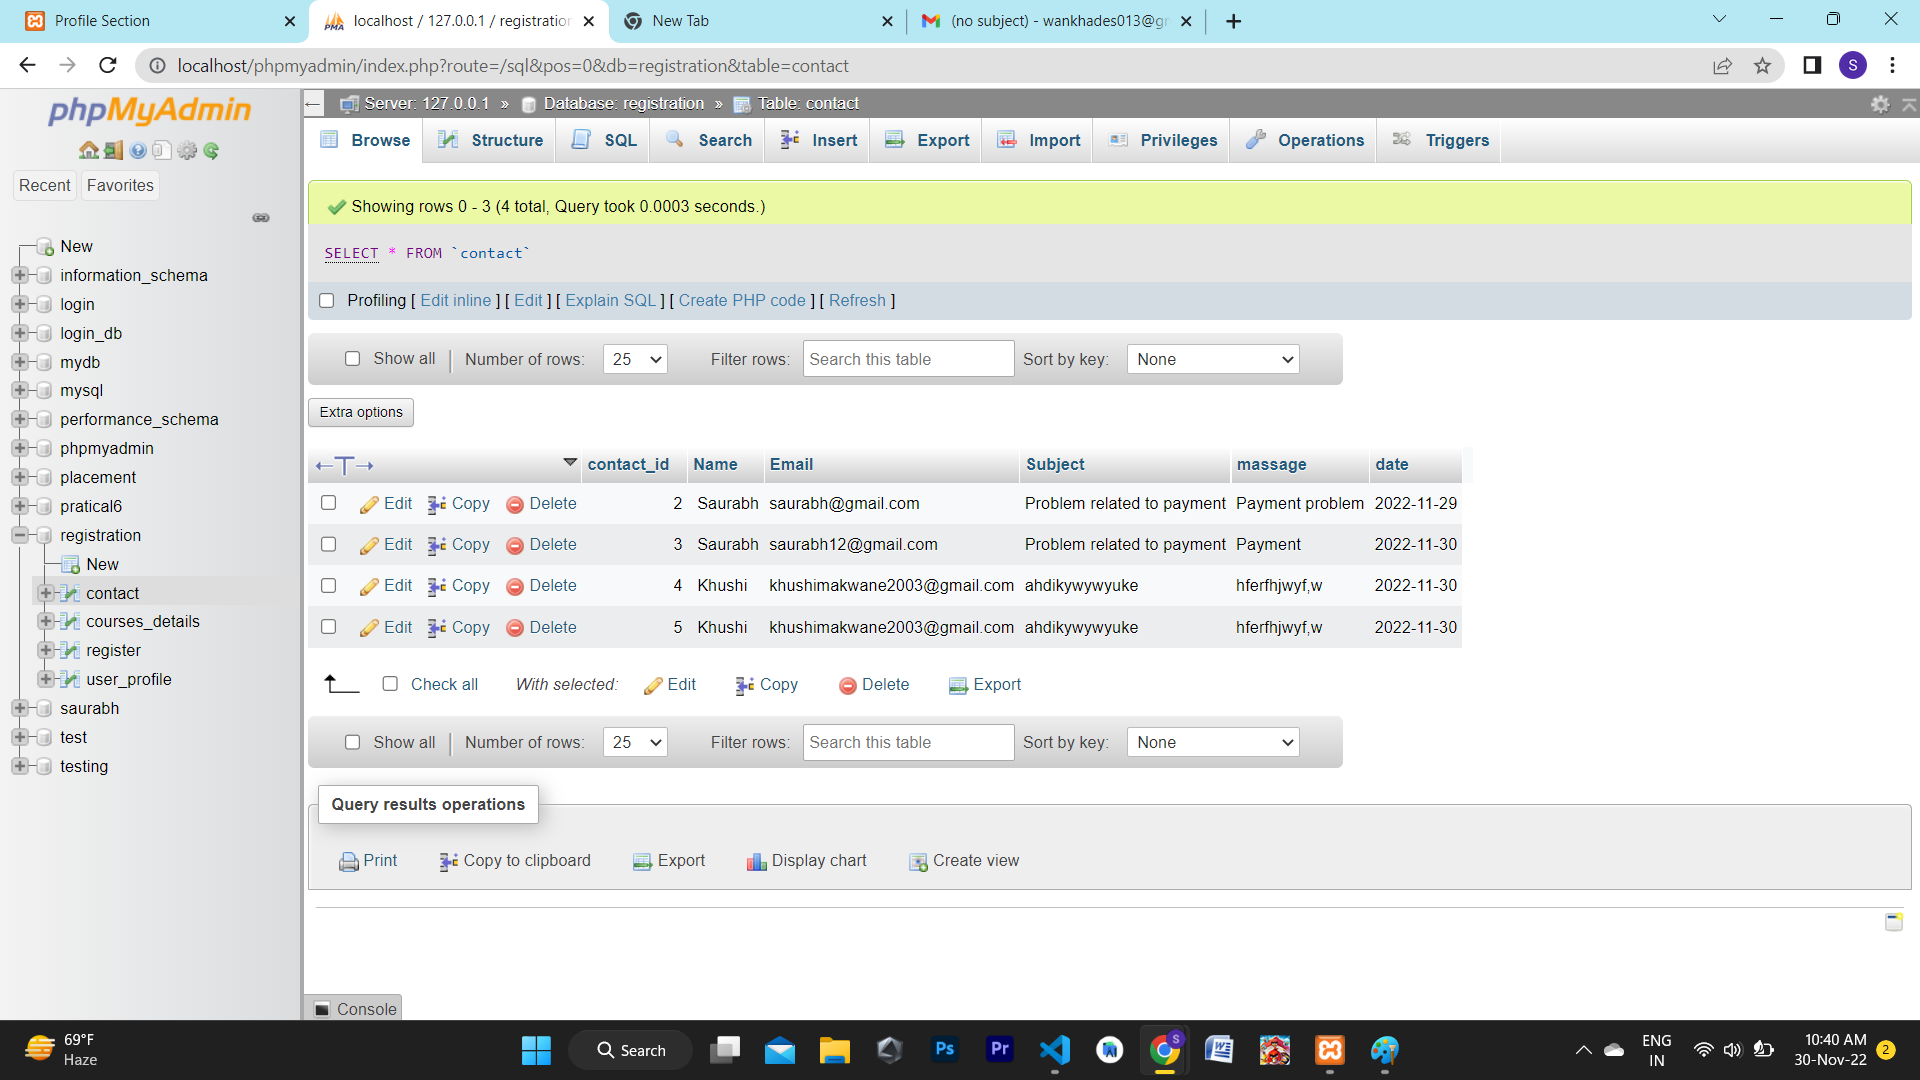 Profile Section
localhost / 127.0.0.1 / registration
New Tab
(no subject) - wankhades013@gm
localhost/phpmyadmin/index.php?route=/sql&pos=0&db=registration&table=contact
S
phpMyAdmin
Recent Favorites
New
information_schema
login
login_db
mydb
mysql
performance_schema
phpmyadmin
placement
pratical6
registration
New
contact
courses_details
register
user_profile
saurabh
test
testing
Server: 127.0.0.1 » Database: registration » Table: contact
Browse Structure SQL Search Insert Export Import Privileges Operations Triggers
Showing rows 0 - 3 (4 total, Query took 0.0003 seconds.)
SELECT * FROM `contact`
Profiling [ Edit inline ] [ Edit ] [ Explain SQL ] [ Create PHP code ] [ Refresh ]
Show all Number of rows: 25 Filter rows: Search this table Sort by key: None
Extra options
contact_id Name Email Subject massage date
Edit Copy Delete 2 Saurabh saurabh@gmail.com Problem related to payment Payment problem 2022-11-29
Edit Copy Delete 3 Saurabh saurabh12@gmail.com Problem related to payment Payment 2022-11-30
Edit Copy Delete 4 Khushi khushimakwane2003@gmail.com ahdikywywyuke hferfhjwyf,w 2022-11-30
Edit Copy Delete 5 Khushi khushimakwane2003@gmail.com ahdikywywyuke hferfhjwyf,w 2022-11-30
Check all With selected: Edit Copy Delete Export
Show all Number of rows: 25 Filter rows: Search this table Sort by key: None
Query results operations
Print Copy to clipboard Export Display chart Create view
Console
69°F
Haze
Search
Ps
Pr
S
ENG
IN
10:40 AM
30-Nov-22
2